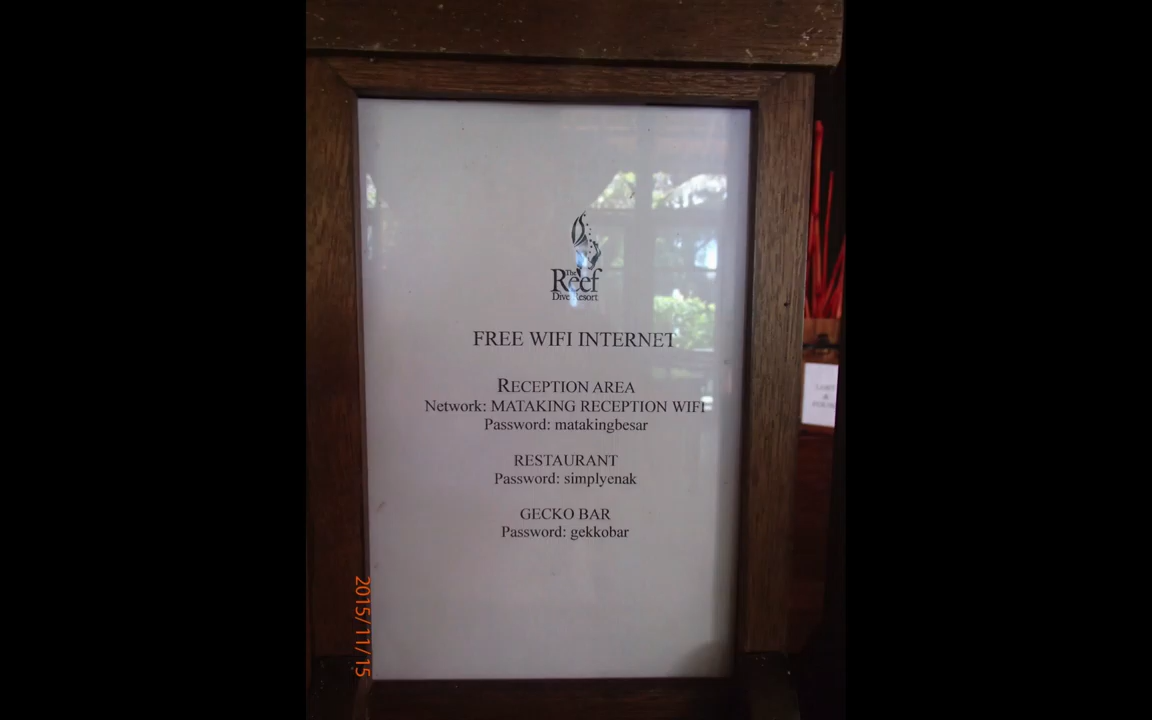 The
Reef
Dive Resort
FREE WIFI INTERNET
RECEPTION AREA
Network: MATAKING RECEPTION WIFI
Password: matakingbesar
RESTAURANT
Password: simplyenak
GECKO BAR
Password: gekkobar
2015/11/15